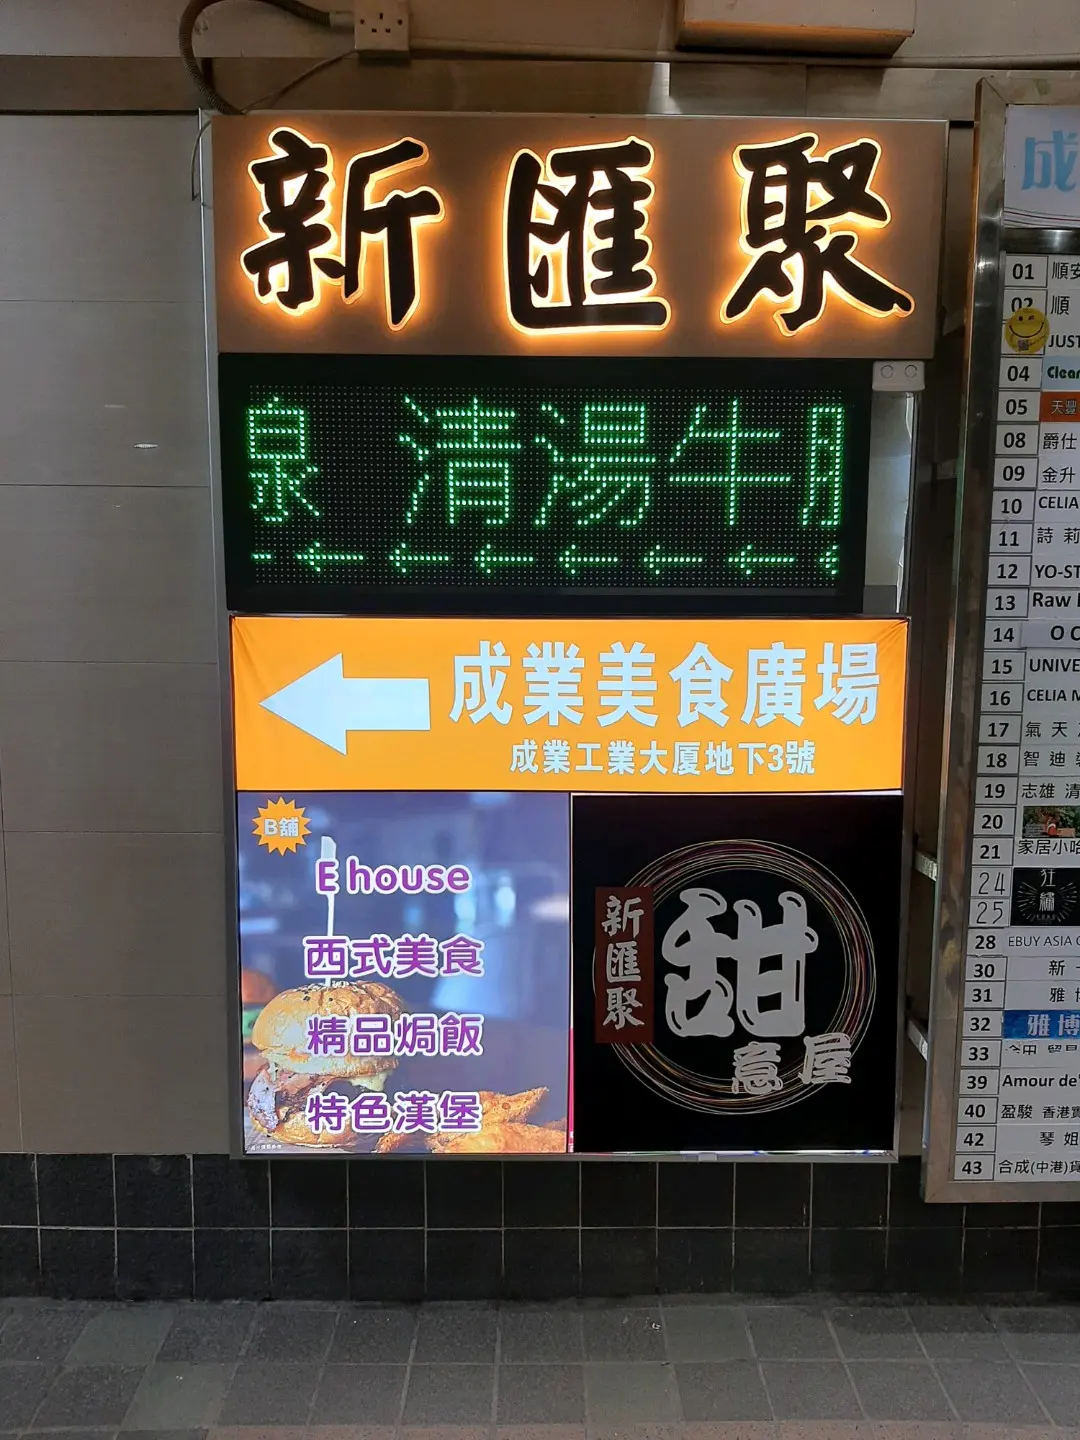 新匯聚
泉 清湯牛
成業美食廣場
成業工業大厦地下3號
B舖
E house
西式美食
精品焗飯
特色漢堡
新匯聚
甜
意屋
成
01 順安
02 順
JUST
04 Clear
05 天豐
08 爵仕
09 金升
10 CELIA
11 詩莉
12 YO-ST
13 Raw
14 O C
15 UNIVE
16 CELIA M
17 氣天
18 智迪
19 志雄 清
20
21 家居小哈
24
25
28 EBUY ASIA
30 新
31 雅博
32 雅博
33
39 Amour de'
40 盈駿 香港
42 琴姐
43 合成(中港)貨